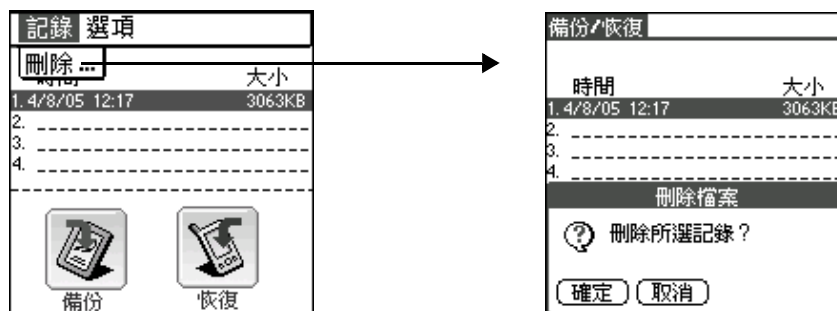 記錄 選項
刪除 ...
時間 大小
1. 4/8/05 12:17 3063KB
2.
3.
4.
備份 恢復
備份/恢復
時間 大小
1. 4/8/05 12:17 3063KB
2.
3.
4.
刪除檔案
刪除所選記錄？
確定 取消